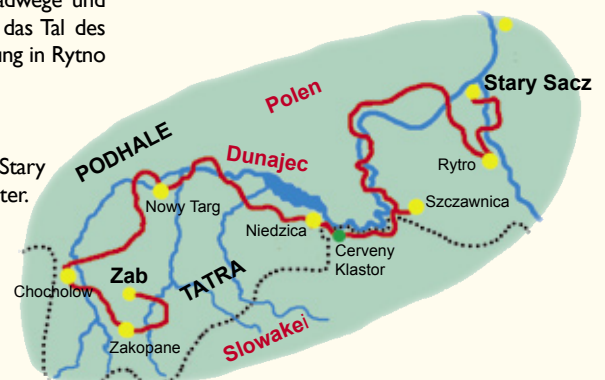 adwege und
das Tal des
ung in Rytno
Stary
ter.
Polen
Stary Sacz
PODHALE
Dunajec
Rytro
Szczawnica
Nowy Targ
Niedzica
Cerveny
Klastor
Zab
TATRA
Chocholow
Zakopane
Slowakei